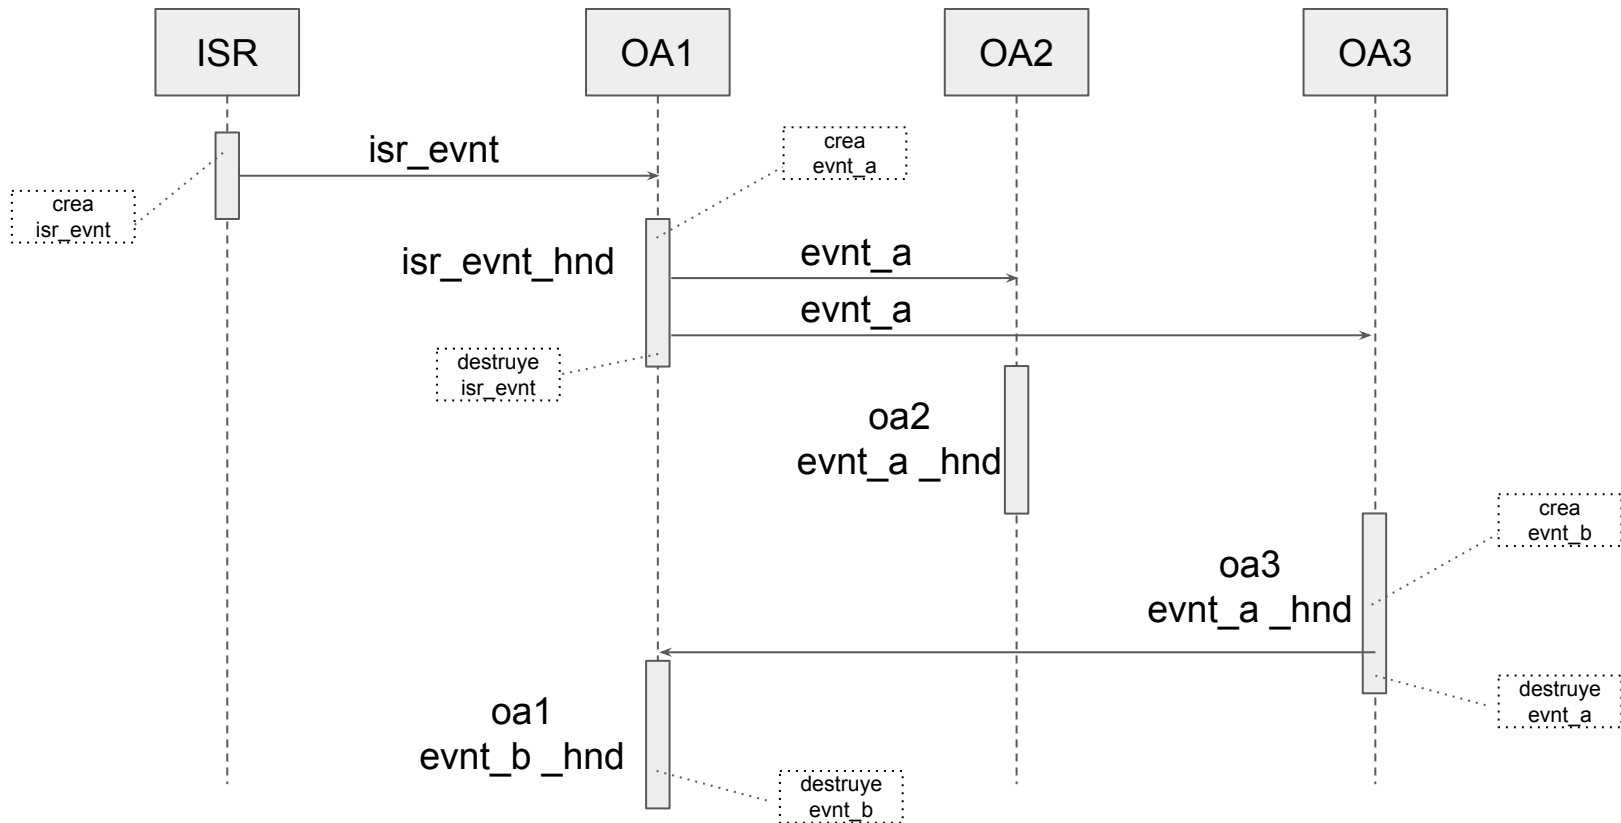 ISR
OA1
OA2
OA3
crea
evnt_a
isr_evnt
crea
isr_evnt
isr_evnt_hnd
evnt_a
evnt_a
destruye
isr_evnt
oa2
evnt_a _hnd
crea
evnt_b
oa3
evnt_a _hnd
destruye
evnt_a
oa1
evnt_b _hnd
destruye
evnt_b